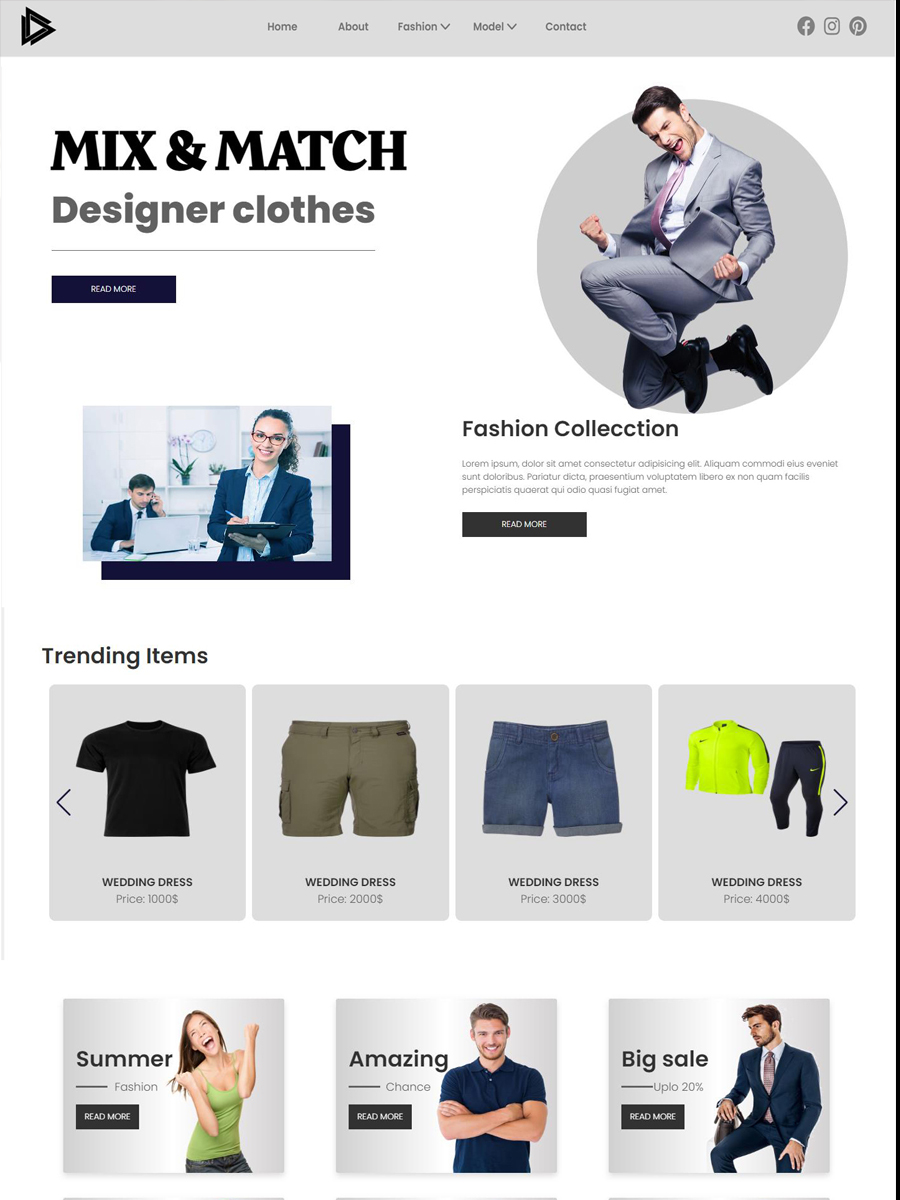 Home About Fashion Model Contact
MIX & MATCH
Designer clothes
READ MORE
Fashion Collecction
Lorem ipsum, dolor sit amet consectetur adipisicing elit. Aliquam commodi eius eveniet
sunt doloribus. Pariatur dicta, praesentium voluptatem libero ex non quam facilis
perspiciatis quaerat qui odio quasi fugiat amet.
READ MORE
Trending Items
WEDDING DRESS
Price: 1000$
WEDDING DRESS
Price: 2000$
WEDDING DRESS
Price: 3000$
WEDDING DRESS
Price: 4000$
Summer
Fashion
READ MORE
Amazing
Chance
READ MORE
Big sale
Uplo 20%
READ MORE